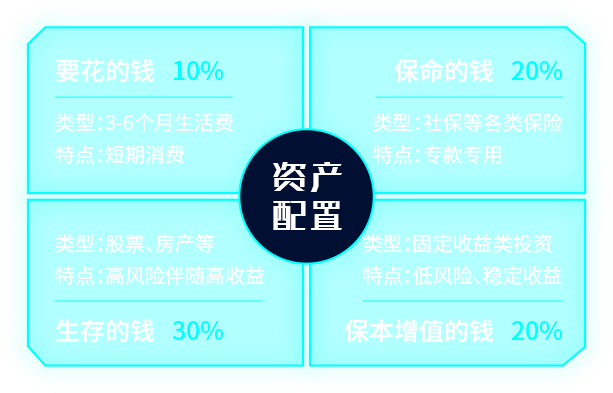 要花的钱 10%
类型:3-6个月生活费
特点:短期消费
保命的钱 20%
类型:社保等各类保险
特点:专款专用
资产
配置
类型:股票、房产等
特点:高风险伴随高收益
生存的钱 30%
类型:固定收益类投资
特点:低风险、稳定收益
保本增值的钱 20%